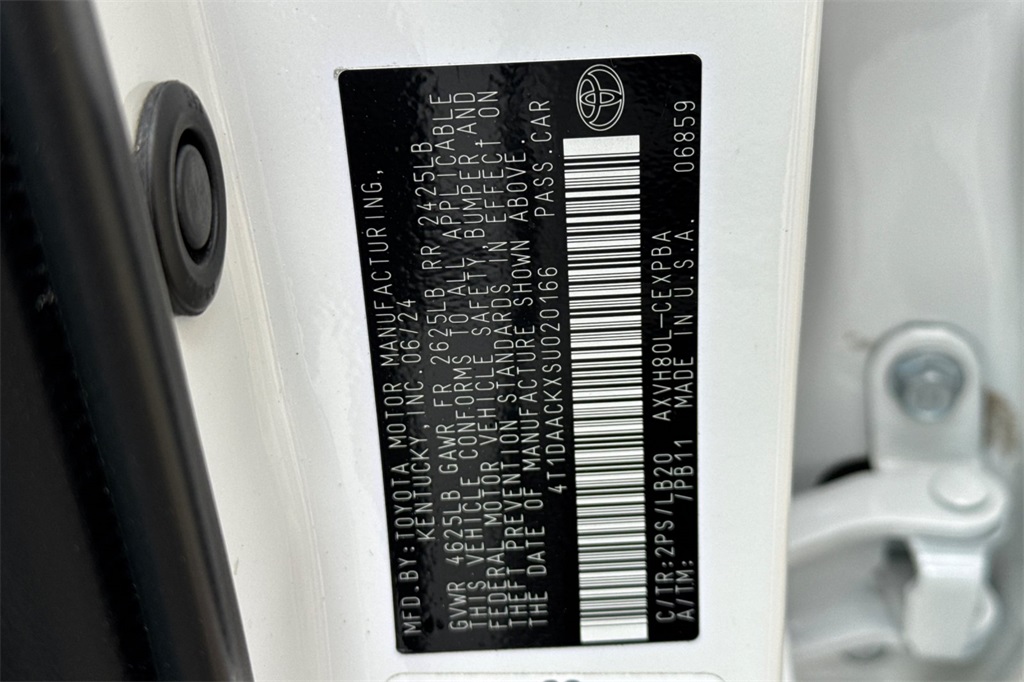 MFD.BY:TOYOTA MOTOR MANUFACTURING,
KENTUCKY,INC.06/24
GVWR 4625LB GAWR FR 2625LB RR 2425LB
THIS VEHICLE CONFORMS TO ALL APPLICABLE
FEDERAL MOTOR VEHICLE SAFETY,BUMPER AND
THEFT PREVENTION STANDARDS IN EFFECT ON
THE DATE OF MANUFACTURE SHOWN ABOVE.
4T1DAACKXSU020166 PASS.CAR
C/TR:2PS/LB20 AXVH80L-CEXPBA
A/TM: 7PB11 MADE IN U.S.A. 06859